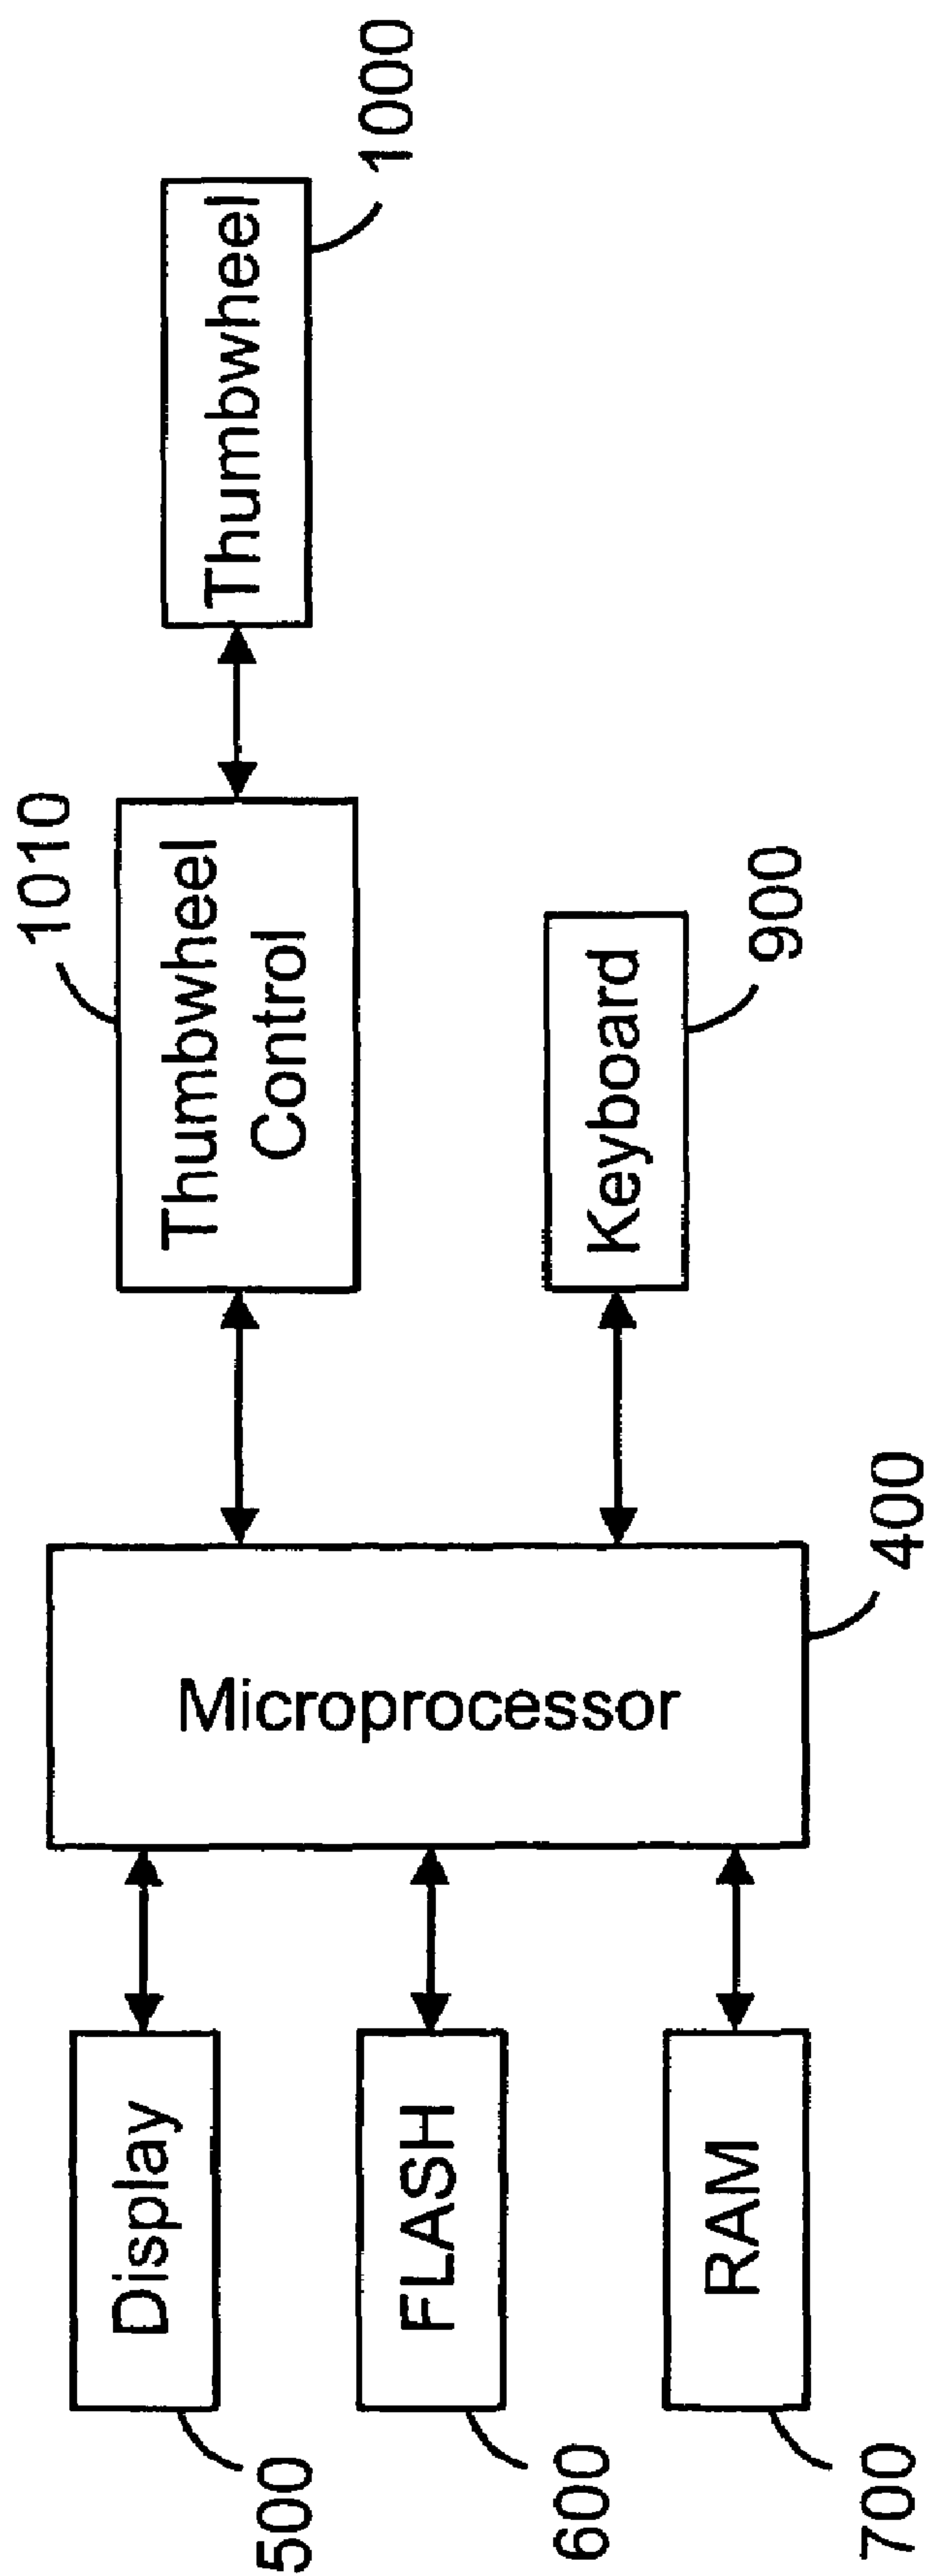 Display
500
FLASH
600
RAM
700
Microprocessor
400
Thumbwheel
Control
1010
Keyboard
900
Thumbwheel
1000